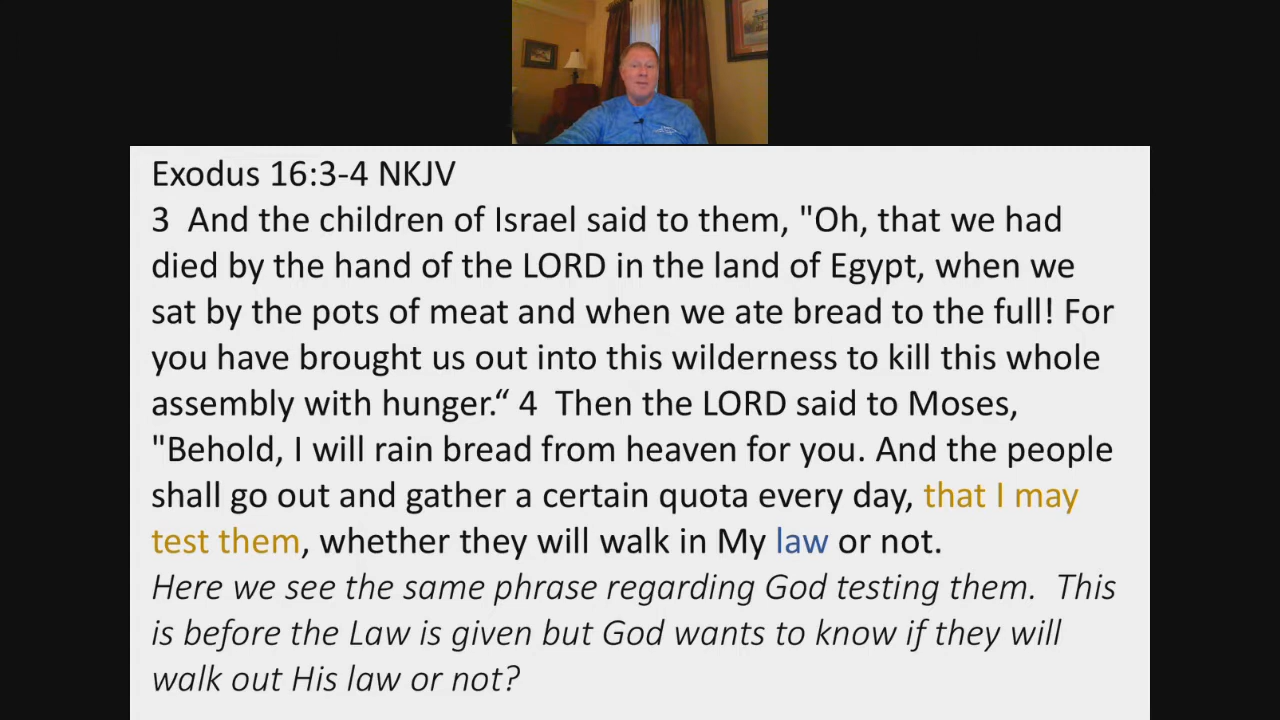 Exodus 16:3-4 NKJV
3  And the children of Israel said to them, "Oh, that we had
died by the hand of the LORD in the land of Egypt, when we
sat by the pots of meat and when we ate bread to the full! For
you have brought us out into this wilderness to kill this whole
assembly with hunger.“ 4  Then the LORD said to Moses,
"Behold, I will rain bread from heaven for you. And the people
shall go out and gather a certain quota every day, that I may
test them, whether they will walk in My law or not.
Here we see the same phrase regarding God testing them.  This
is before the Law is given but God wants to know if they will
walk out His law or not?